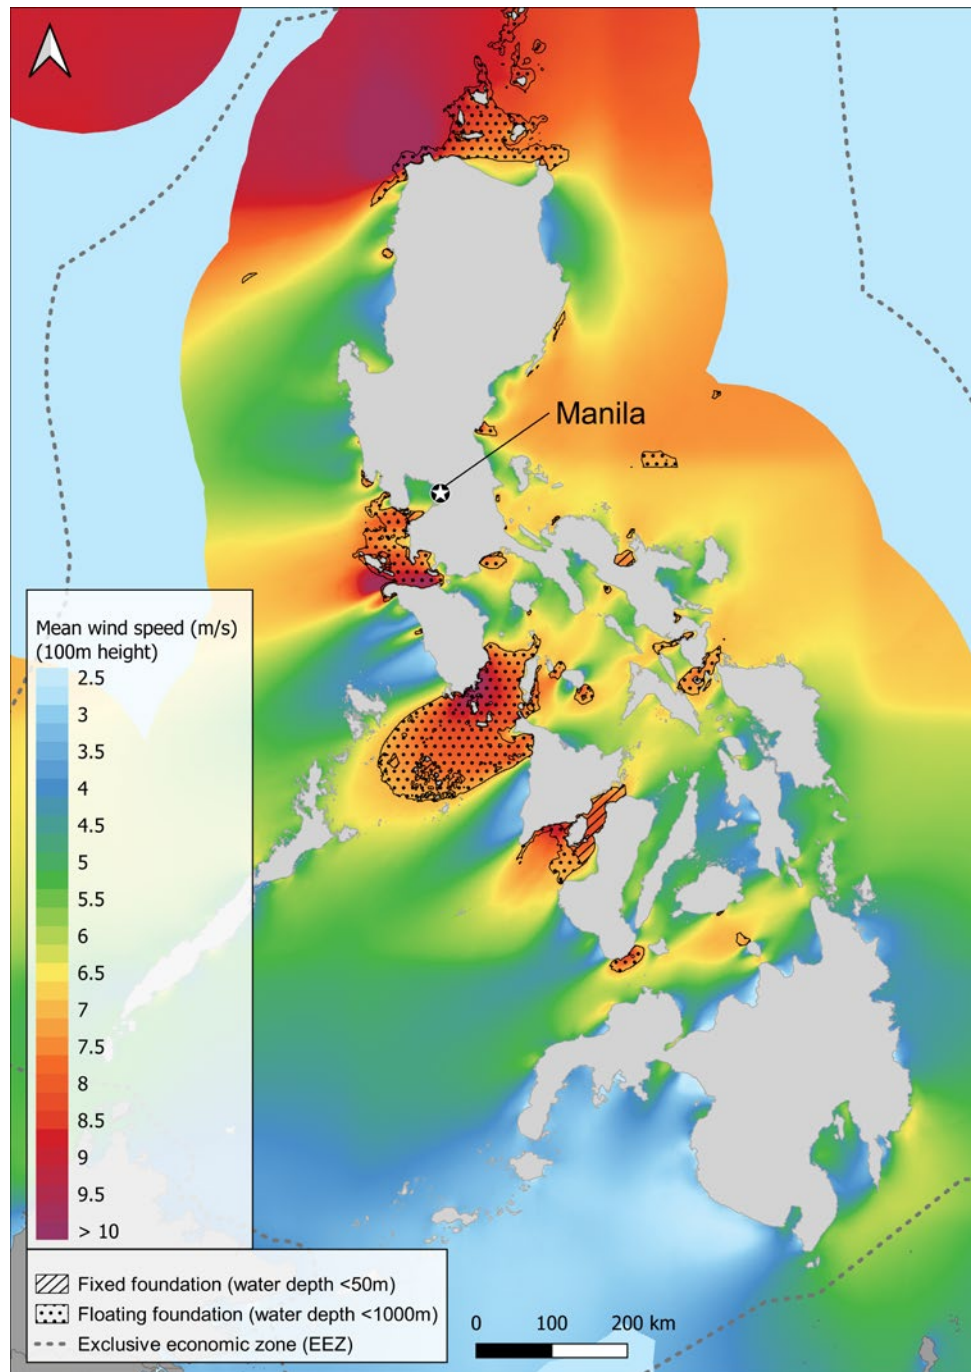 Manila
Mean wind speed (m/s)
(100m height)
2.5
3
3.5
4
4.5
5
5.5
6
6.5
7
7.5
8
8.5
9
9.5
> 10
Fixed foundation (water depth <50m)
Floating foundation (water depth <1000m)
Exclusive economic zone (EEZ)
0 100 200 km